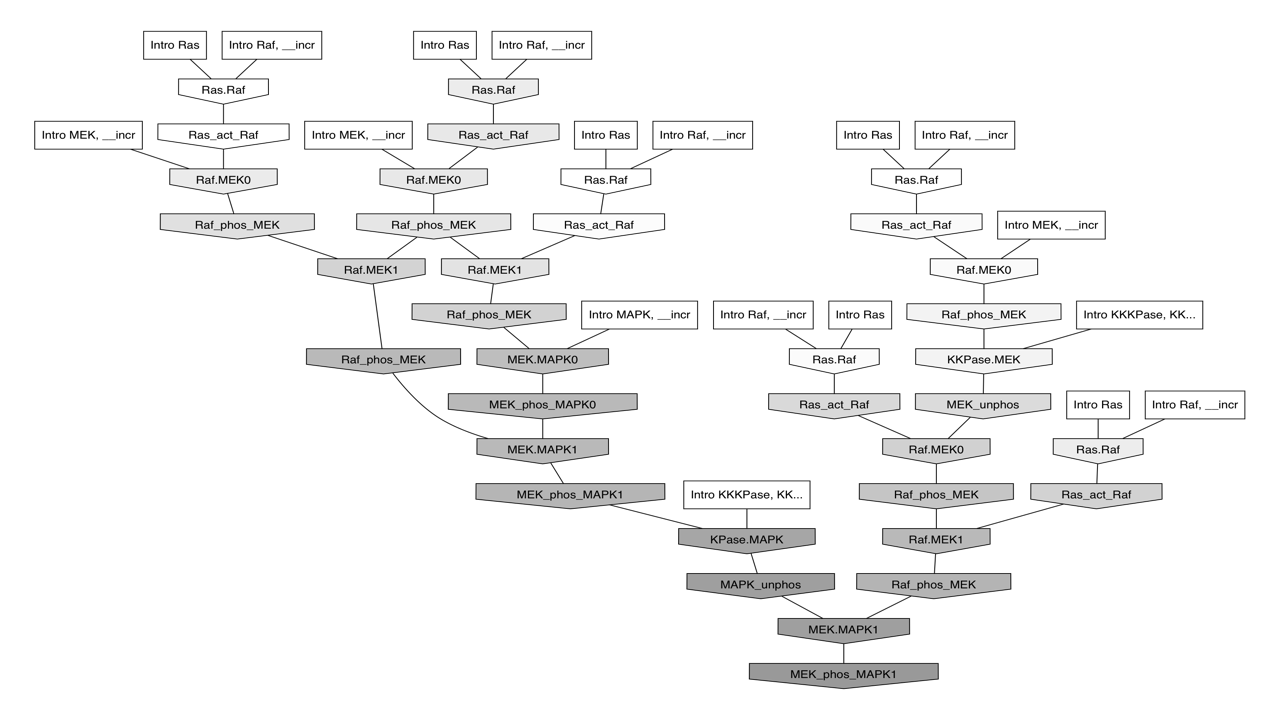 Intro Ras
Intro Raf, __incr
Intro Ras
Intro Raf, __incr
Ras.Raf
Ras.Raf
Intro MEK, __incr
Ras_act_Raf
Intro MEK, __incr
Ras_act_Raf
Intro Ras
Intro Raf, __incr
Intro Ras
Intro Raf, __incr
Raf.MEK0
Raf.MEK0
Ras.Raf
Ras.Raf
Raf_phos_MEK
Raf_phos_MEK
Ras_act_Raf
Ras_act_Raf
Intro MEK, __incr
Raf.MEK1
Raf.MEK1
Raf.MEK0
Raf_phos_MEK
Intro MAPK, __incr
Intro Raf, __incr
Intro Ras
Raf_phos_MEK
Intro KKKPase, KK...
Raf_phos_MEK
MEK.MAPK0
Ras.Raf
KKPase.MEK
MEK_phos_MAPK0
Ras_act_Raf
MEK_unphos
Intro Ras
Intro Raf, __incr
MEK.MAPK1
Raf.MEK0
Ras.Raf
MEK_phos_MAPK1
Intro KKKPase, KK...
Raf_phos_MEK
Ras_act_Raf
KPase.MAPK
Raf.MEK1
MAPK_unphos
Raf_phos_MEK
MEK.MAPK1
MEK_phos_MAPK1